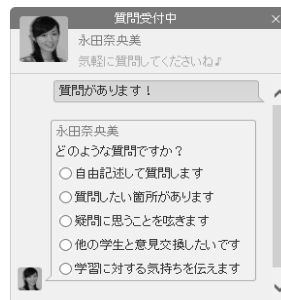 質問受付中 ×
永田奈央美
気軽に質問してくださいね♪
質問があります！
永田奈央美
どのような質問ですか？
○自由記述して質問します
○質問したい箇所があります
○疑問に思うことを呟きます
○他の学生と意見交換したいです
○学習に対する気持ちを伝えます